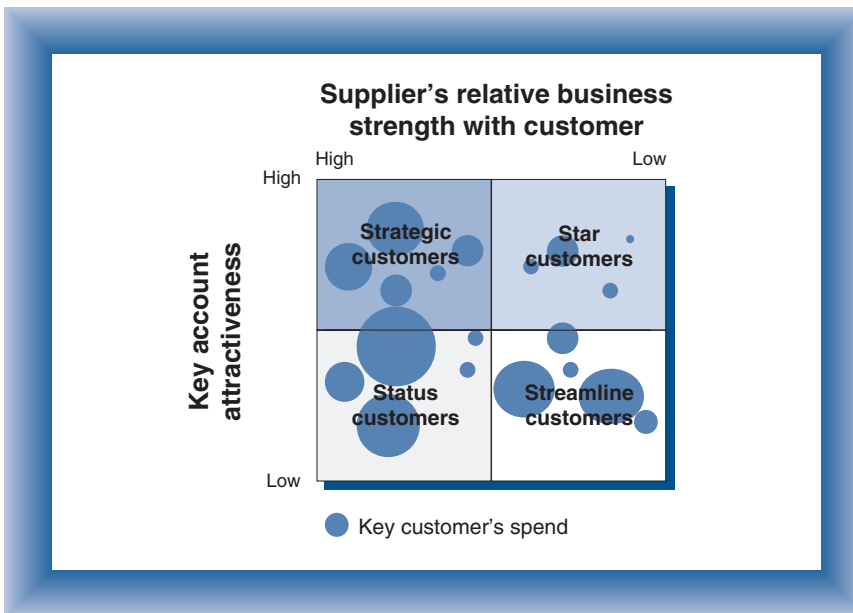 Supplier’s relative business
strength with customer
High
Low
High
Key account
attractiveness
Strategic
customers
Star
customers
Status
customers
Streamline
customers
Low
Key customer’s spend